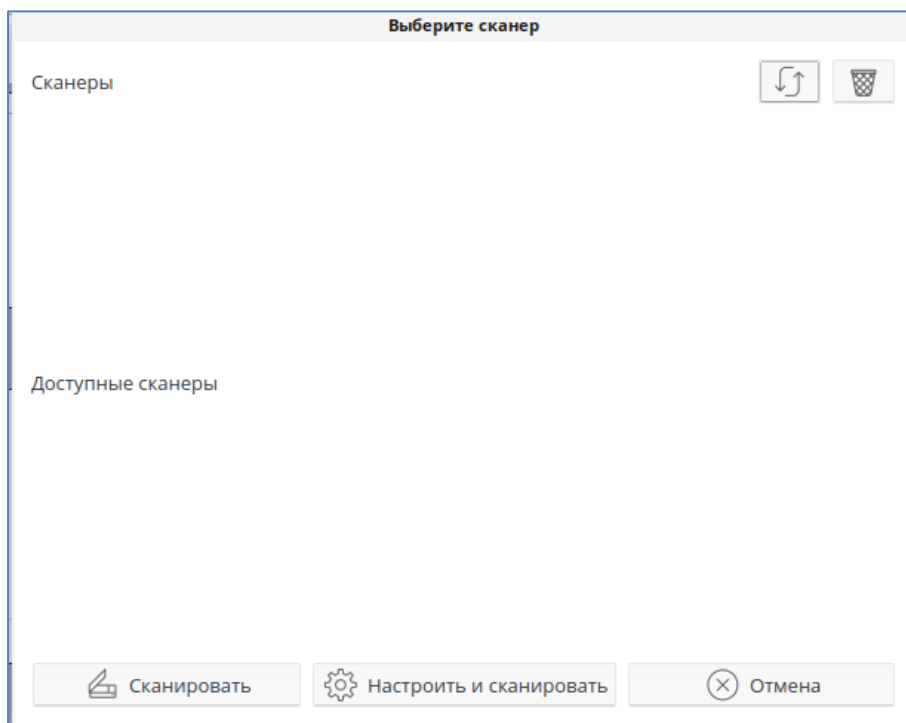 Выберите сканер
Сканеры
Доступные сканеры
Сканировать
Настроить и сканировать
Отмена